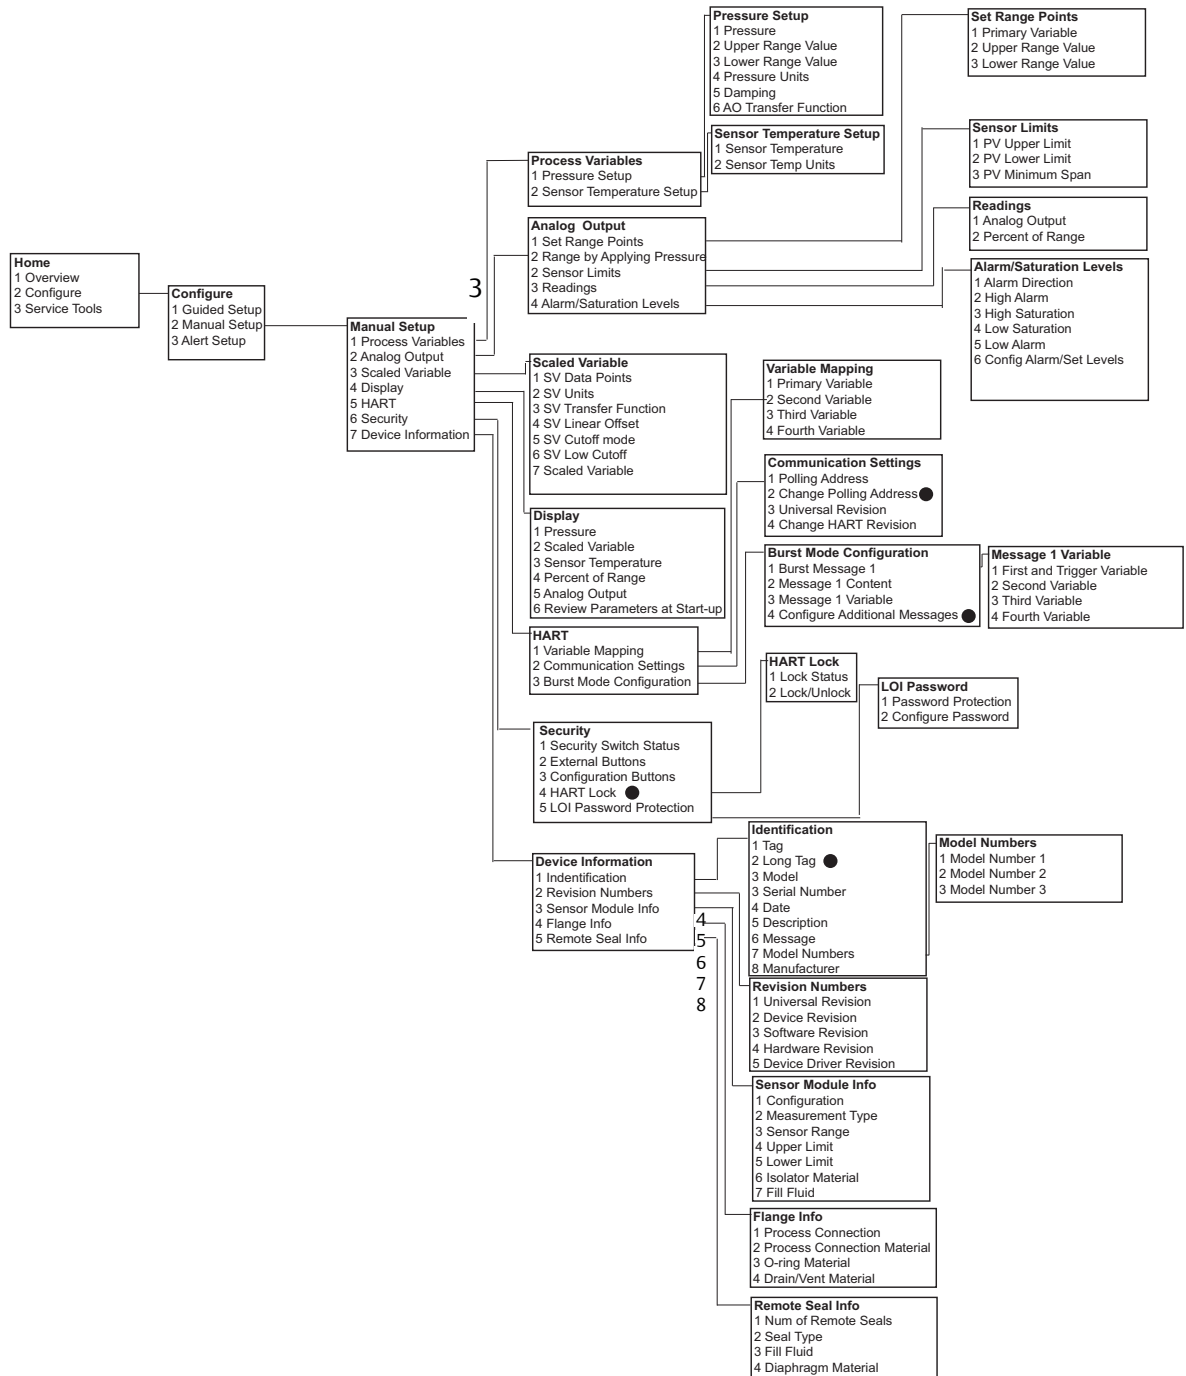 Home
1 Overview
2 Configure
3 Service Tools
Configure
1 Guided Setup
2 Manual Setup
3 Alert Setup
Manual Setup
1 Process Variables
2 Analog Output
3 Scaled Variable
4 Display
5 HART
6 Security
7 Device Information
3
Process Variables
1 Pressure Setup
2 Sensor Temperature Setup
Pressure Setup
1 Pressure
2 Upper Range Value
3 Lower Range Value
4 Pressure Units
5 Damping
6 AO Transfer Function
Sensor Temperature Setup
1 Sensor Temperature
2 Sensor Temp Units
Analog Output
1 Set Range Points
2 Range by Applying Pressure
2 Sensor Limits
3 Readings
4 Alarm/Saturation Levels
Set Range Points
1 Primary Variable
2 Upper Range Value
3 Lower Range Value
Sensor Limits
1 PV Upper Limit
2 PV Lower Limit
3 PV Minimum Span
Readings
1 Analog Output
2 Percent of Range
Alarm/Saturation Levels
1 Alarm Direction
2 High Alarm
3 High Saturation
4 Low Saturation
5 Low Alarm
6 Config Alarm/Set Levels
Scaled Variable
1 SV Data Points
2 SV Units
3 SV Transfer Function
4 SV Linear Offset
5 SV Cutoff mode
6 SV Low Cutoff
7 Scaled Variable
Display
1 Pressure
2 Scaled Variable
3 Sensor Temperature
4 Percent of Range
5 Analog Output
6 Review Parameters at Start-up
HART
1 Variable Mapping
2 Communication Settings
3 Burst Mode Configuration
Variable Mapping
1 Primary Variable
2 Second Variable
3 Third Variable
4 Fourth Variable
Communication Settings
1 Polling Address
2 Change Polling Address
3 Universal Revision
4 Change HART Revision
Burst Mode Configuration
1 Burst Message 1
2 Message 1 Content
3 Message 1 Variable
4 Configure Additional Messages
Message 1 Variable
1 First and Trigger Variable
2 Second Variable
3 Third Variable
4 Fourth Variable
Security
1 Security Switch Status
2 External Buttons
3 Configuration Buttons
4 HART Lock
5 LOI Password Protection
HART Lock
1 Lock Status
2 Lock/Unlock
LOI Password
1 Password Protection
2 Configure Password
Device Information
1 Indentification
2 Revision Numbers
3 Sensor Module Info
4 Flange Info
5 Remote Seal Info
4
5
6
7
8
Identification
1 Tag
2 Long Tag
3 Model
3 Serial Number
4 Date
5 Description
6 Message
7 Model Numbers
8 Manufacturer
Model Numbers
1 Model Number 1
2 Model Number 2
3 Model Number 3
Revision Numbers
1 Universal Revision
2 Device Revision
3 Software Revision
4 Hardware Revision
5 Device Driver Revision
Sensor Module Info
1 Configuration
2 Measurement Type
3 Sensor Range
4 Upper Limit
5 Lower Limit
6 Isolator Material
7 Fill Fluid
Flange Info
1 Process Connection
2 Process Connection Material
3 O-ring Material
4 Drain/Vent Material
Remote Seal Info
1 Num of Remote Seals
2 Seal Type
3 Fill Fluid
4 Diaphragm Material